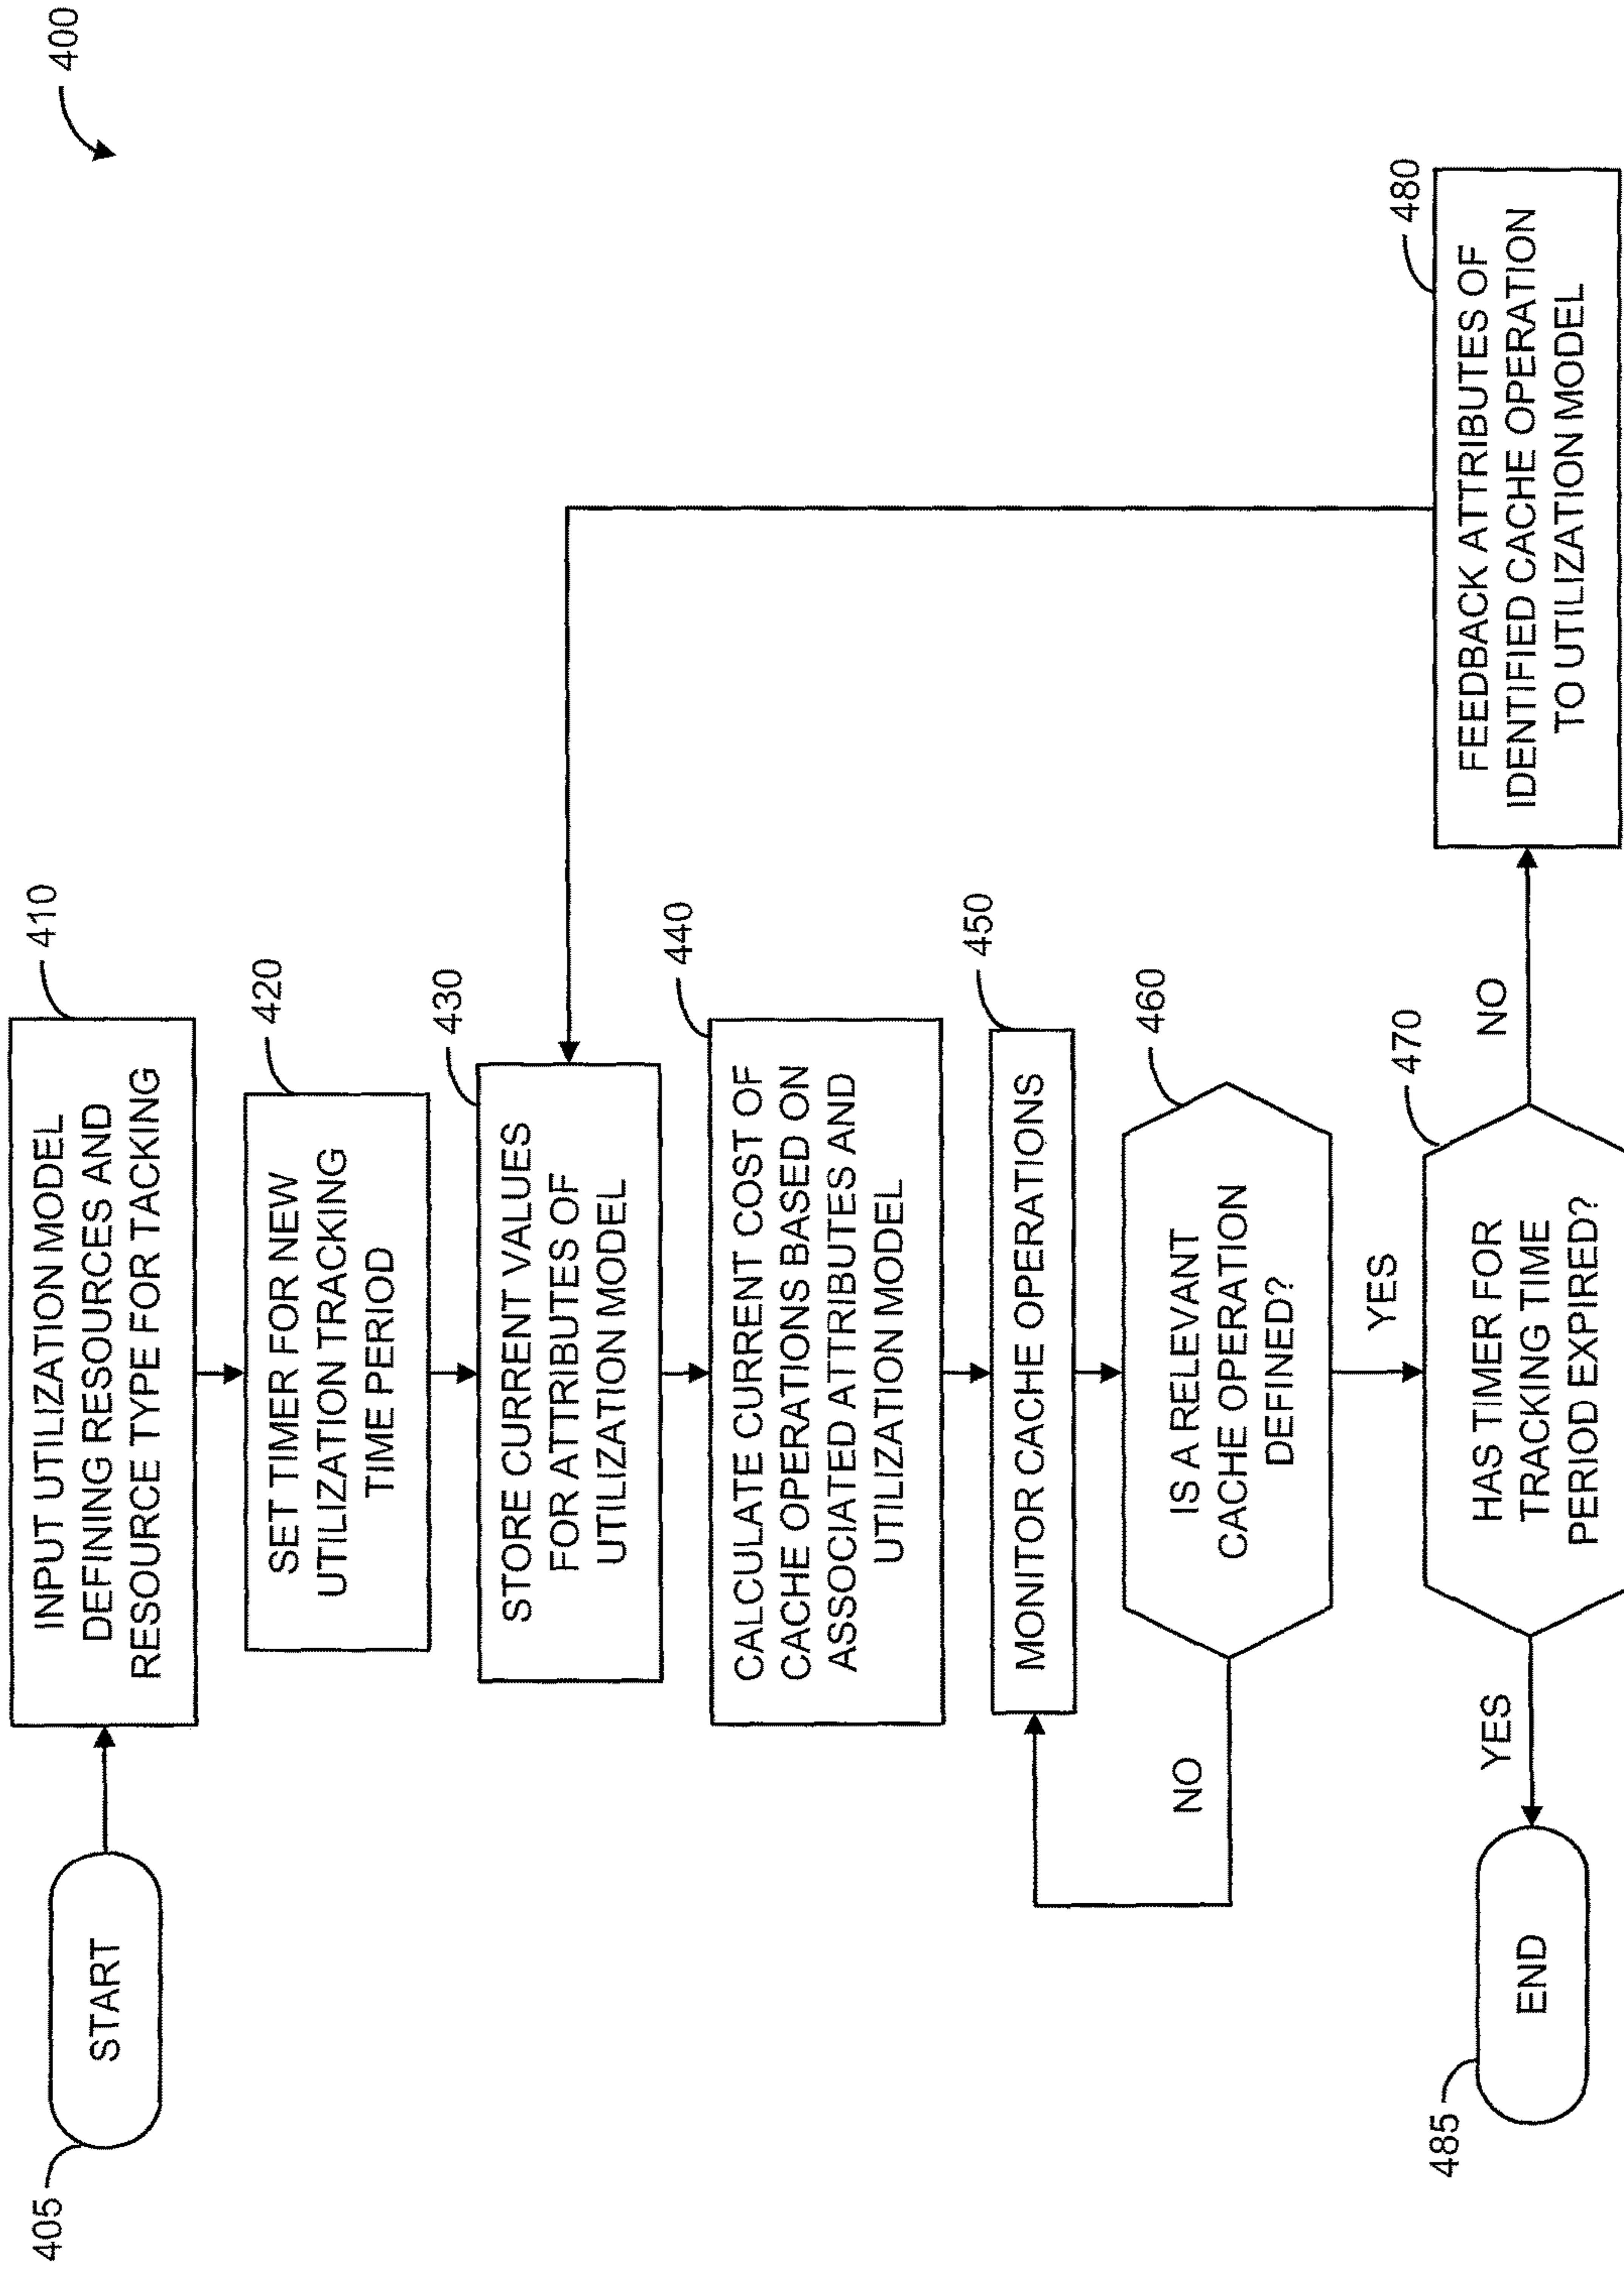 400
START
405
INPUT UTILIZATION MODEL
DEFINING RESOURCES AND
RESOURCE TYPE FOR TACKING
410
SET TIMER FOR NEW
UTILIZATION TRACKING
TIME PERIOD
420
STORE CURRENT VALUES
FOR ATTRIBUTES OF
UTILIZATION MODEL
430
CALCULATE CURRENT COST OF
CACHE OPERATIONS BASED ON
ASSOCIATED ATTRIBUTES AND
UTILIZATION MODEL
440
MONITOR CACHE OPERATIONS
450
IS A RELEVANT
CACHE OPERATION
DEFINED?
460
NO
YES
HAS TIMER FOR
TRACKING TIME
PERIOD EXPIRED?
470
NO
YES
FEEDBACK ATTRIBUTES OF
IDENTIFIED CACHE OPERATION
TO UTILIZATION MODEL
480
END
485